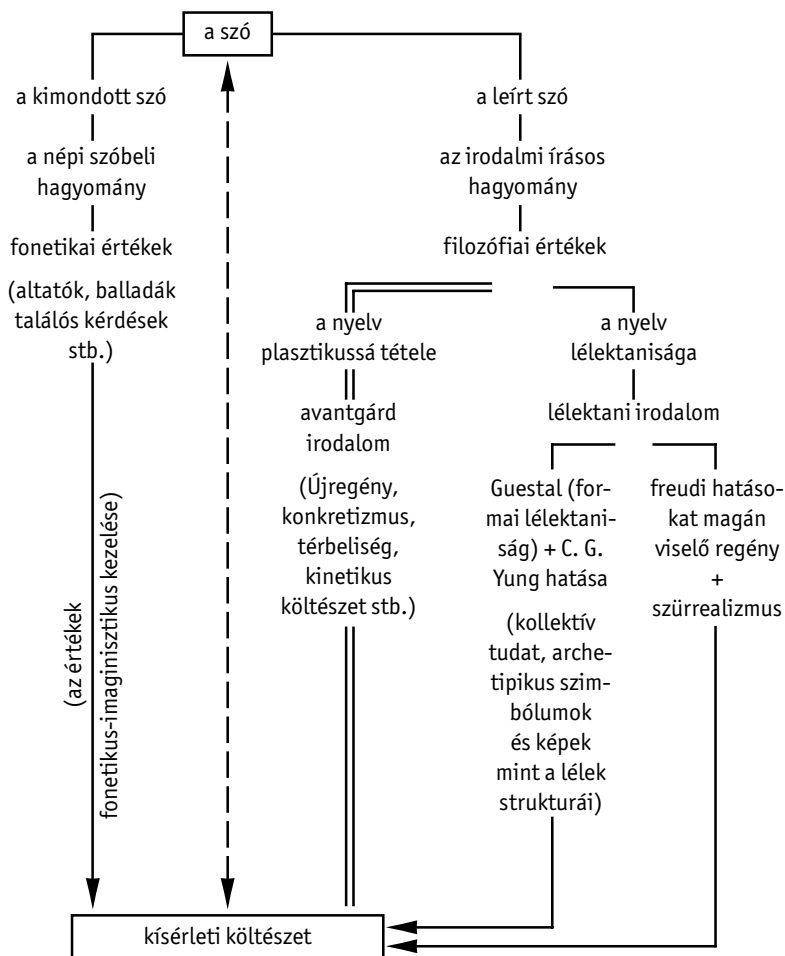 a szó
a kimondott szó
a népi szóbeli
hagyomány
fonetikai értékek
(altatók, balladák
találós kérdések
stb.)
(az értékek
fonetikus-imaginisztikus kezelése)
a leírt szó
az irodalmi írásos
hagyomány
filozófiai értékek
a nyelv
plasztikussá tétele
avantgárd
irodalom
(Újregény,
konkretizmus,
térbeliség,
kinetikus
költészet stb.)
a nyelv
lélektanisága
lélektani irodalom
Guestal (for-
mai lélektani-
ság) + C. G.
Yung hatása
(kollektív
tudat, arche-
tipikus szim-
bólumok
és képek
mint a lélek
strukturái)
freudi hatáso-
kat magán
viselő regény
+
szürrealizmus
kísérleti költészet